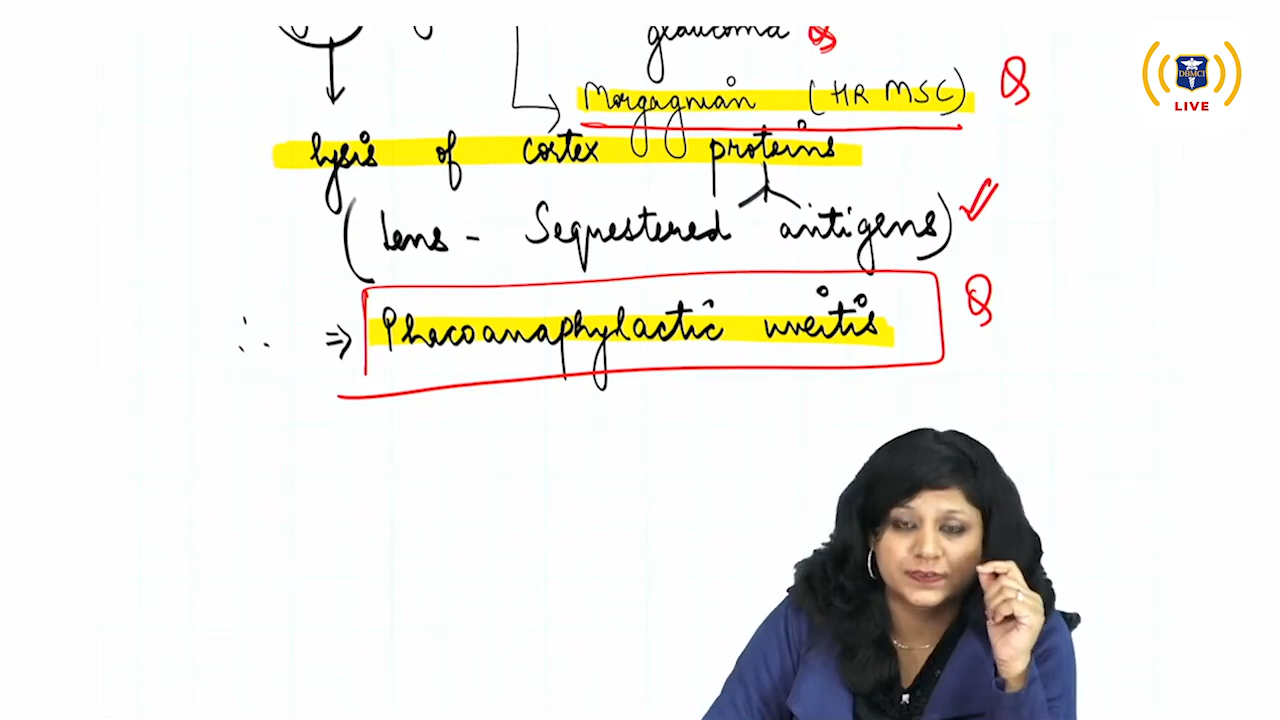 glaucoma Q
Morgagnian (HR MSC) Q
lysis of cortex proteins
(lens - Sequestered antigens)
∴ ⇒ Phacoanaphylactic uveitis Q
DBMCI
LIVE